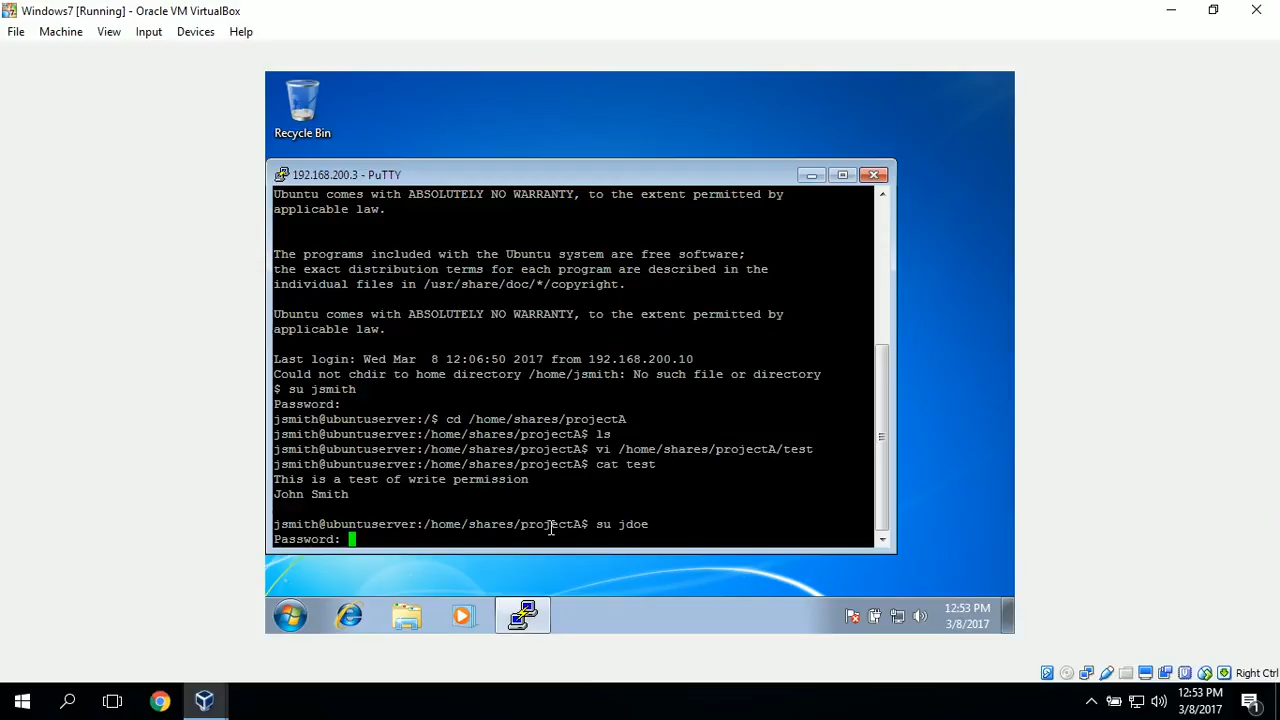 Windows7 [Running] - Oracle VM VirtualBox
File Machine View Input Devices Help
Recycle Bin
192.168.200.3 - PuTTY
Ubuntu comes with ABSOLUTELY NO WARRANTY, to the extent permitted by
applicable law.
The programs included with the Ubuntu system are free software;
the exact distribution terms for each program are described in the
individual files in /usr/share/doc/*/copyright.
Ubuntu comes with ABSOLUTELY NO WARRANTY, to the extent permitted by
applicable law.
Last login: Wed Mar  8 12:06:50 2017 from 192.168.200.10
Could not chdir to home directory /home/jsmith: No such file or directory
$ su jsmith
Password:
jsmith@ubuntuserver:/$ cd /home/shares/projectA
jsmith@ubuntuserver:/home/shares/projectA$ ls
jsmith@ubuntuserver:/home/shares/projectA$ vi /home/shares/projectA/test
jsmith@ubuntuserver:/home/shares/projectA$ cat test
This is a test of write permission
John Smith
jsmith@ubuntuserver:/home/shares/projectA$ su jdoe
Password:
12:53 PM
3/8/2017
Right Ctrl
12:53 PM
3/8/2017
1